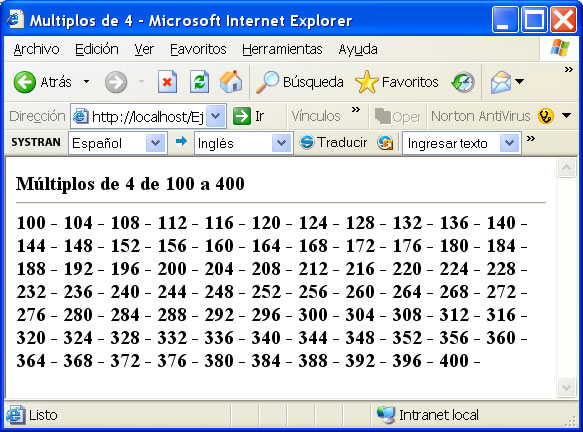 Multiplos de 4 - Microsoft Internet Explorer
Archivo Edición Ver Favoritos Herramientas Ayuda
Atrás Búsqueda Favoritos »
Dirección http://localhost/Ej Ir Vínculos » Oper Norton AntiVirus
SYSTRAN Español Inglés Traducir Ingresar texto »
Múltiplos de 4 de 100 a 400
100 - 104 - 108 - 112 - 116 - 120 - 124 - 128 - 132 - 136 - 140 -
144 - 148 - 152 - 156 - 160 - 164 - 168 - 172 - 176 - 180 - 184 -
188 - 192 - 196 - 200 - 204 - 208 - 212 - 216 - 220 - 224 - 228 -
232 - 236 - 240 - 244 - 248 - 252 - 256 - 260 - 264 - 268 - 272 -
276 - 280 - 284 - 288 - 292 - 296 - 300 - 304 - 308 - 312 - 316 -
320 - 324 - 328 - 332 - 336 - 340 - 344 - 348 - 352 - 356 - 360 -
364 - 368 - 372 - 376 - 380 - 384 - 388 - 392 - 396 - 400 -
Listo Intranet local